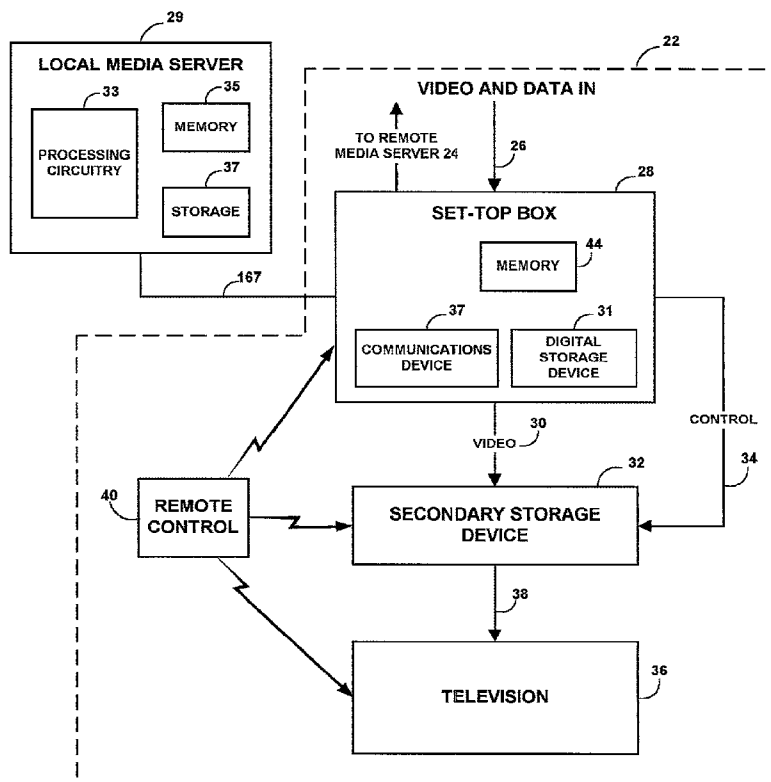 29
LOCAL MEDIA SERVER
33
PROCESSING
CIRCUITRY
35
MEMORY
37
STORAGE
167
22
VIDEO AND DATA IN
TO REMOTE
MEDIA SERVER 24
26
28
SET-TOP BOX
44
MEMORY
37
COMMUNICATIONS
DEVICE
31
DIGITAL
STORAGE
DEVICE
VIDEO
30
CONTROL
34
40
REMOTE
CONTROL
32
SECONDARY STORAGE
DEVICE
38
36
TELEVISION